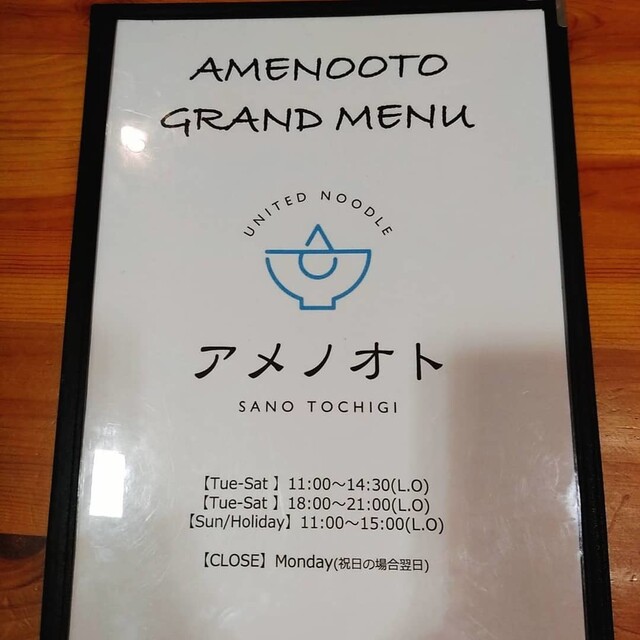 AMENOOTO
GRAND MENU
UNITED NOODLE
アメノオト
SANO TOCHIGI
【Tue-Sat 】11:00〜14:30(L.O)
【Tue-Sat 】18:00〜21:00(L.O)
【Sun/Holiday】11:00〜15:00(L.O)
【CLOSE】Monday(祝日の場合翌日)